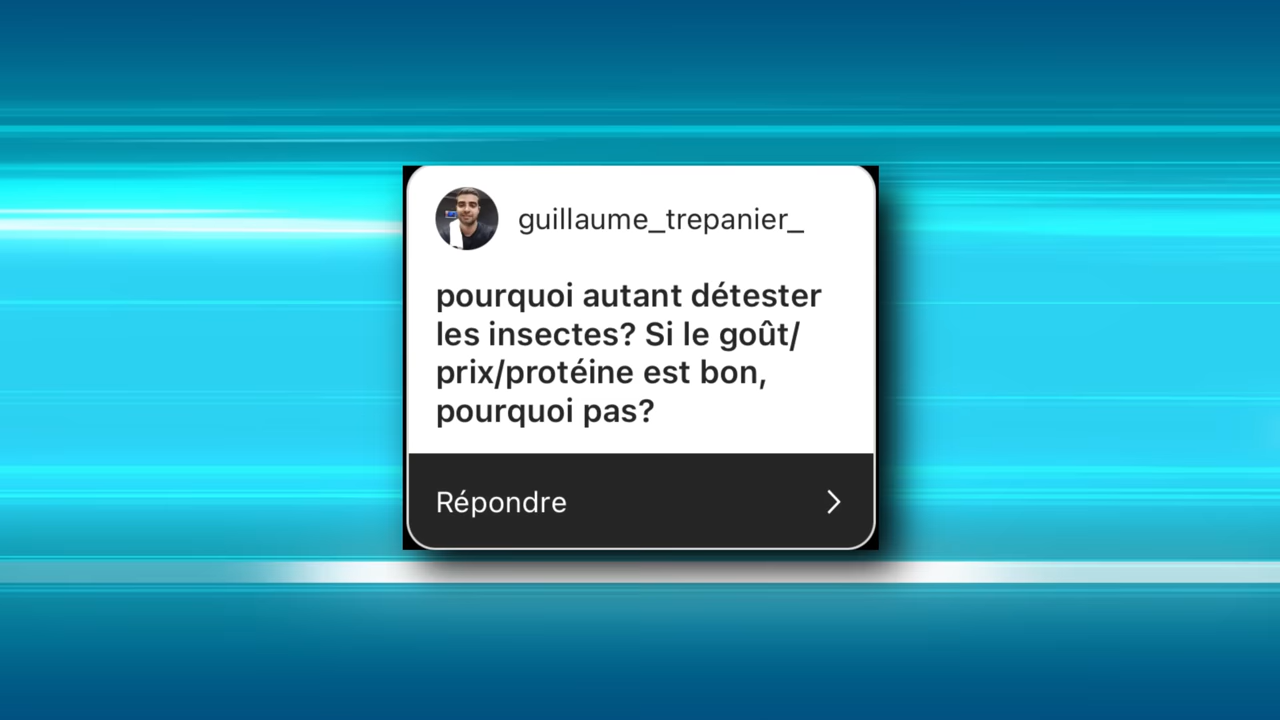 guillaume_trepanier_
pourquoi autant détester
les insectes? Si le goût/
prix/protéine est bon,
pourquoi pas?
Répondre